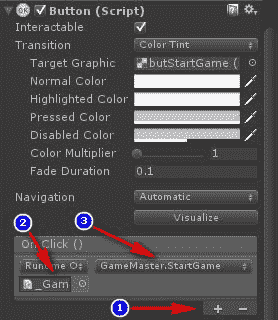 Button (Script)
Interactable
Transition Color Tint
Target Graphic butStartGame (
Normal Color
Highlighted Color
Pressed Color
Disabled Color
Color Multiplier 1
Fade Duration 0.1
Navigation Automatic
Visualize
2 3
On Click ()
Runtime O GameMaster.StartGame
_Gam
1 + −